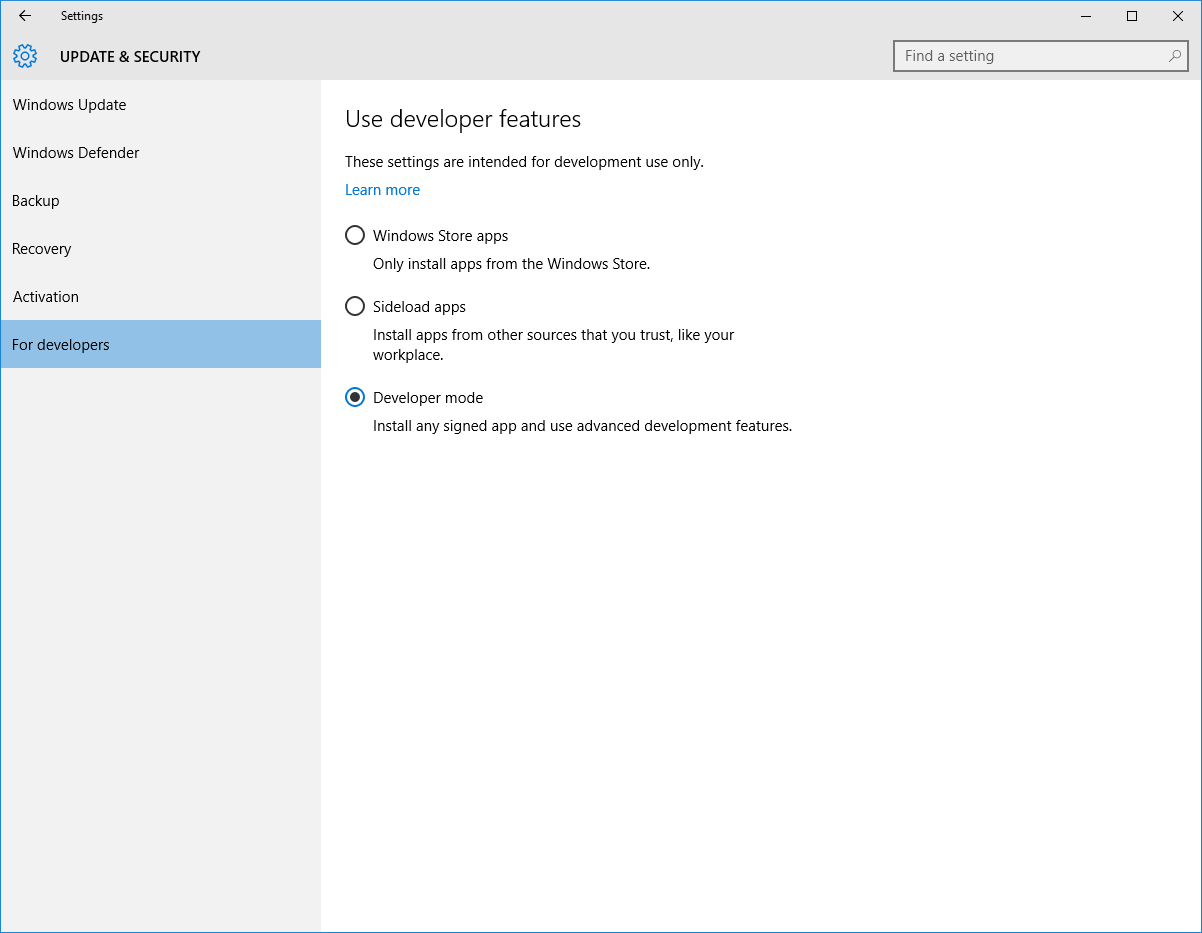 Settings
UPDATE & SECURITY
Find a setting
Windows Update
Windows Defender
Backup
Recovery
Activation
For developers
Use developer features
These settings are intended for development use only.
Learn more
Windows Store apps
Only install apps from the Windows Store.
Sideload apps
Install apps from other sources that you trust, like your
workplace.
Developer mode
Install any signed app and use advanced development features.